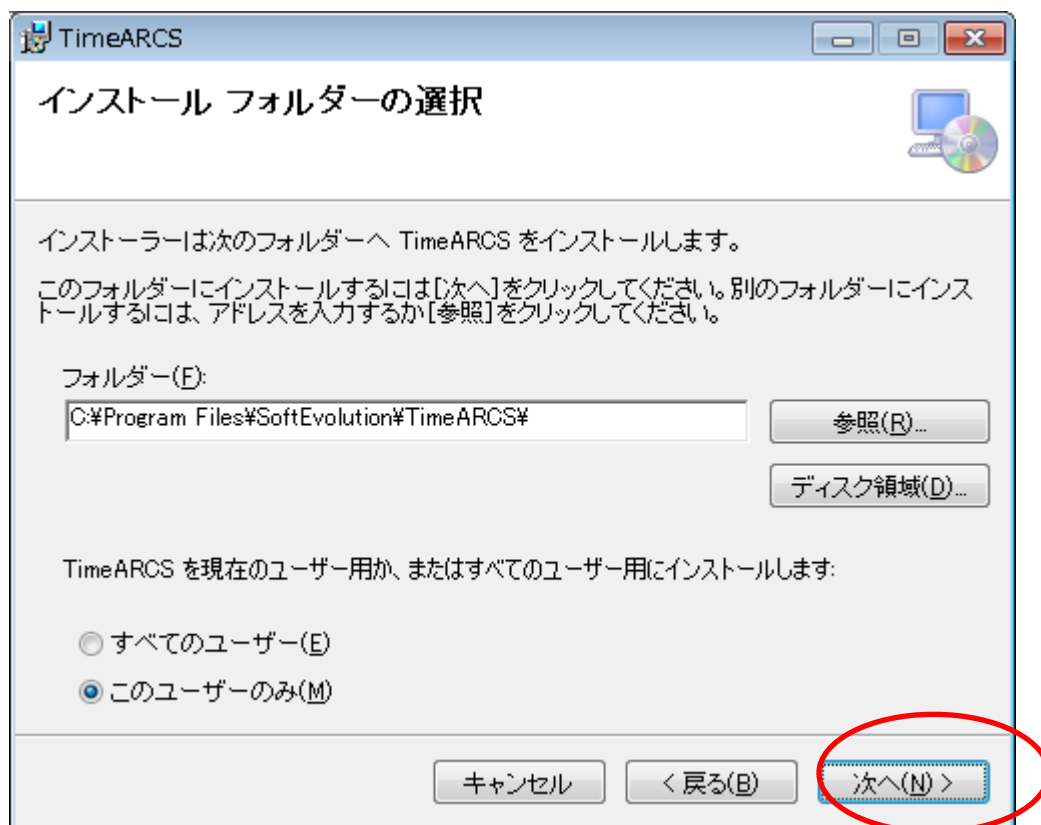 TimeARCS
インストール フォルダーの選択
インストーラーは次のフォルダーへ TimeARCS をインストールします。
このフォルダーにインストールするには[次へ]をクリックしてください。別のフォルダーにインス
トールするには、アドレスを入力するか[参照]をクリックしてください。
フォルダー(F):
C:¥Program Files¥SoftEvolution¥TimeARCS¥
参照(R)...
ディスク領域(D)...
TimeARCS を現在のユーザー用か、またはすべてのユーザー用にインストールします:
すべてのユーザー(E)
このユーザーのみ(M)
キャンセル
< 戻る(B)
次へ(N) >